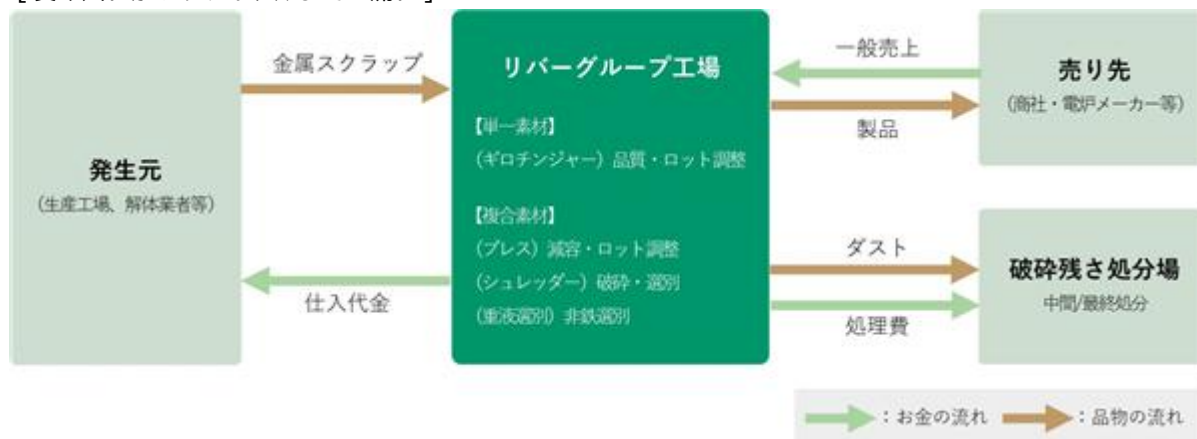 金属スクラップ
発生元
(生産工場、解体業者等)
仕入代金
リバーグループ工場
【単一素材】
(ギロチンジャー) 品質・ロット調整
【複合素材】
(プレス) 減容・ロット調整
(シュレッダー) 破砕・選別
(重液選別) 非鉄選別
一般売上
製品
売り先
(商社・電炉メーカー等)
ダスト
処理費
破砕残さ処分場
中間/最終処分
:お金の流れ
:品物の流れ